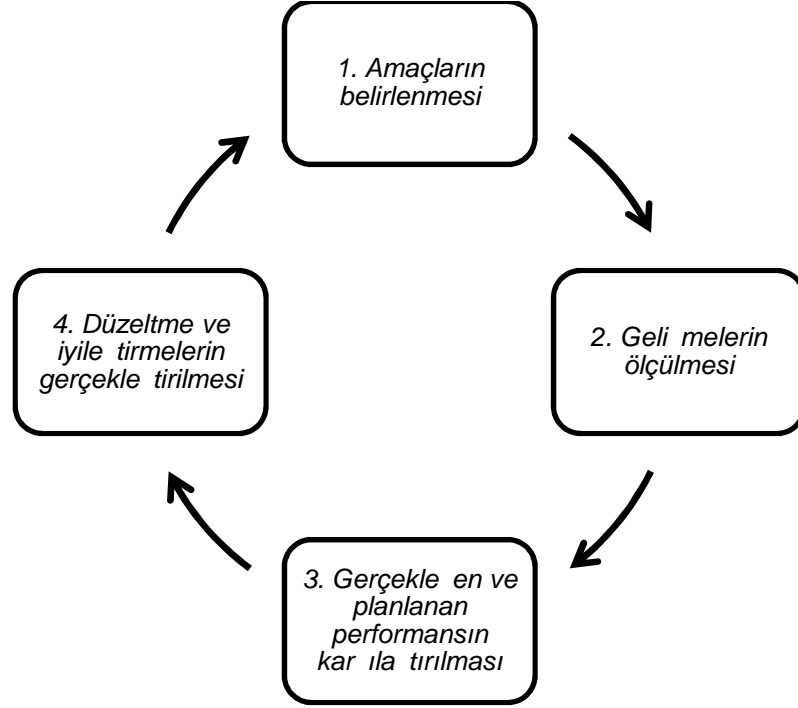 1. Amaçların
belirlenmesi
2. Geli melerin
ölçülmesi
3. Gerçekle en ve
planlanan
performansın
kar ıla tırılması
4. Düzeltme ve
iyile tirmelerin
gerçekle tirilmesi